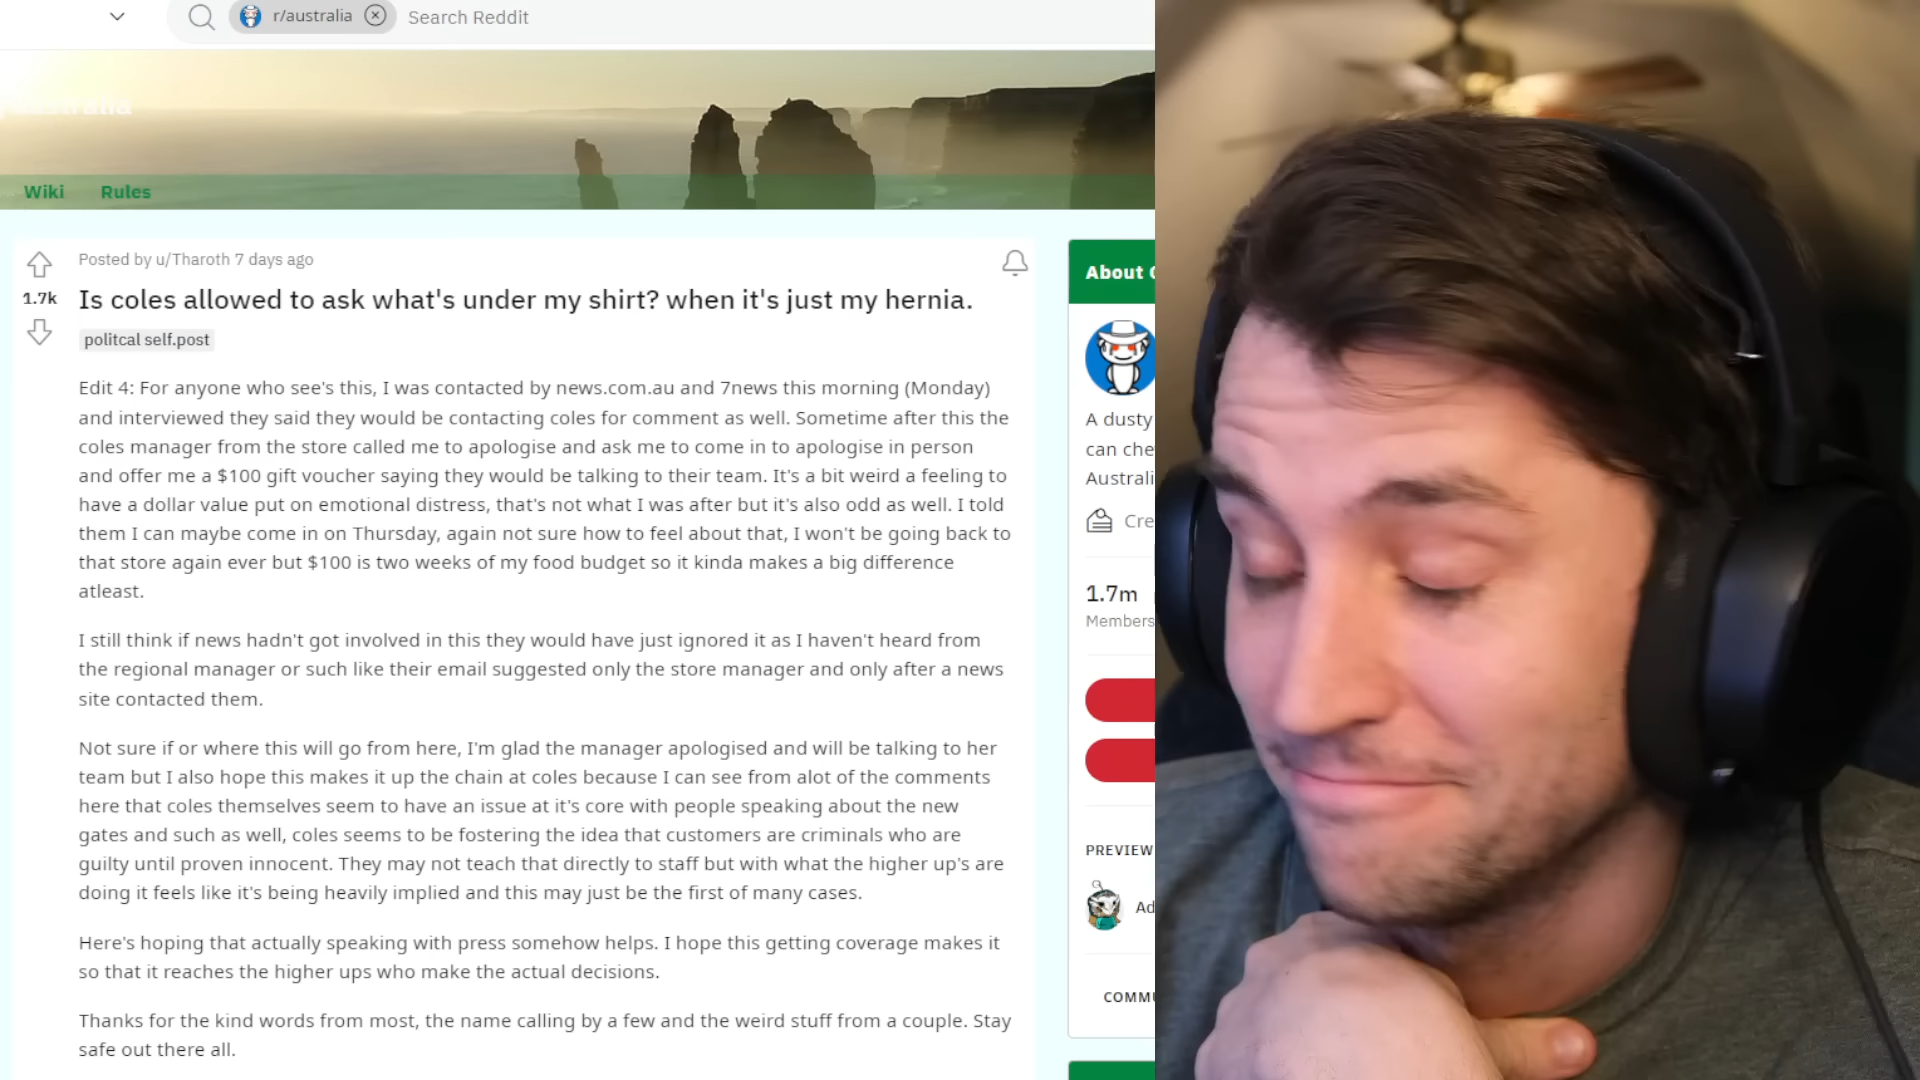 r/australia
Search Reddit
Wiki
Rules
Posted by u/Tharoth 7 days ago
1.7k
Is coles allowed to ask what's under my shirt? when it's just my hernia.
politcal self.post
Edit 4: For anyone who see's this, I was contacted by news.com.au and 7news this morning (Monday)
and interviewed they said they would be contacting coles for comment as well. Sometime after this the
coles manager from the store called me to apologise and ask me to come in to apologise in person
and offer me a $100 gift voucher saying they would be talking to their team. It's a bit weird a feeling to
have a dollar value put on emotional distress, that's not what I was after but it's also odd as well. I told
them I can maybe come in on Thursday, again not sure how to feel about that, I won't be going back to
that store again ever but $100 is two weeks of my food budget so it kinda makes a big difference
atleast.
I still think if news hadn't got involved in this they would have just ignored it as I haven't heard from
the regional manager or such like their email suggested only the store manager and only after a news
site contacted them.
Not sure if or where this will go from here, I'm glad the manager apologised and will be talking to her
team but I also hope this makes it up the chain at coles because I can see from alot of the comments
here that coles themselves seem to have an issue at it's core with people speaking about the new
gates and such as well, coles seems to be fostering the idea that customers are criminals who are
guilty until proven innocent. They may not teach that directly to staff but with what the higher up's are
doing it feels like it's being heavily implied and this may just be the first of many cases.
Here's hoping that actually speaking with press somehow helps. I hope this getting coverage makes it
so that it reaches the higher ups who make the actual decisions.
Thanks for the kind words from most, the name calling by a few and the weird stuff from a couple. Stay
safe out there all.
About
A dusty
can che
Australi
Cre
1.7m
Members
PREVIEW
Ad
COMMU